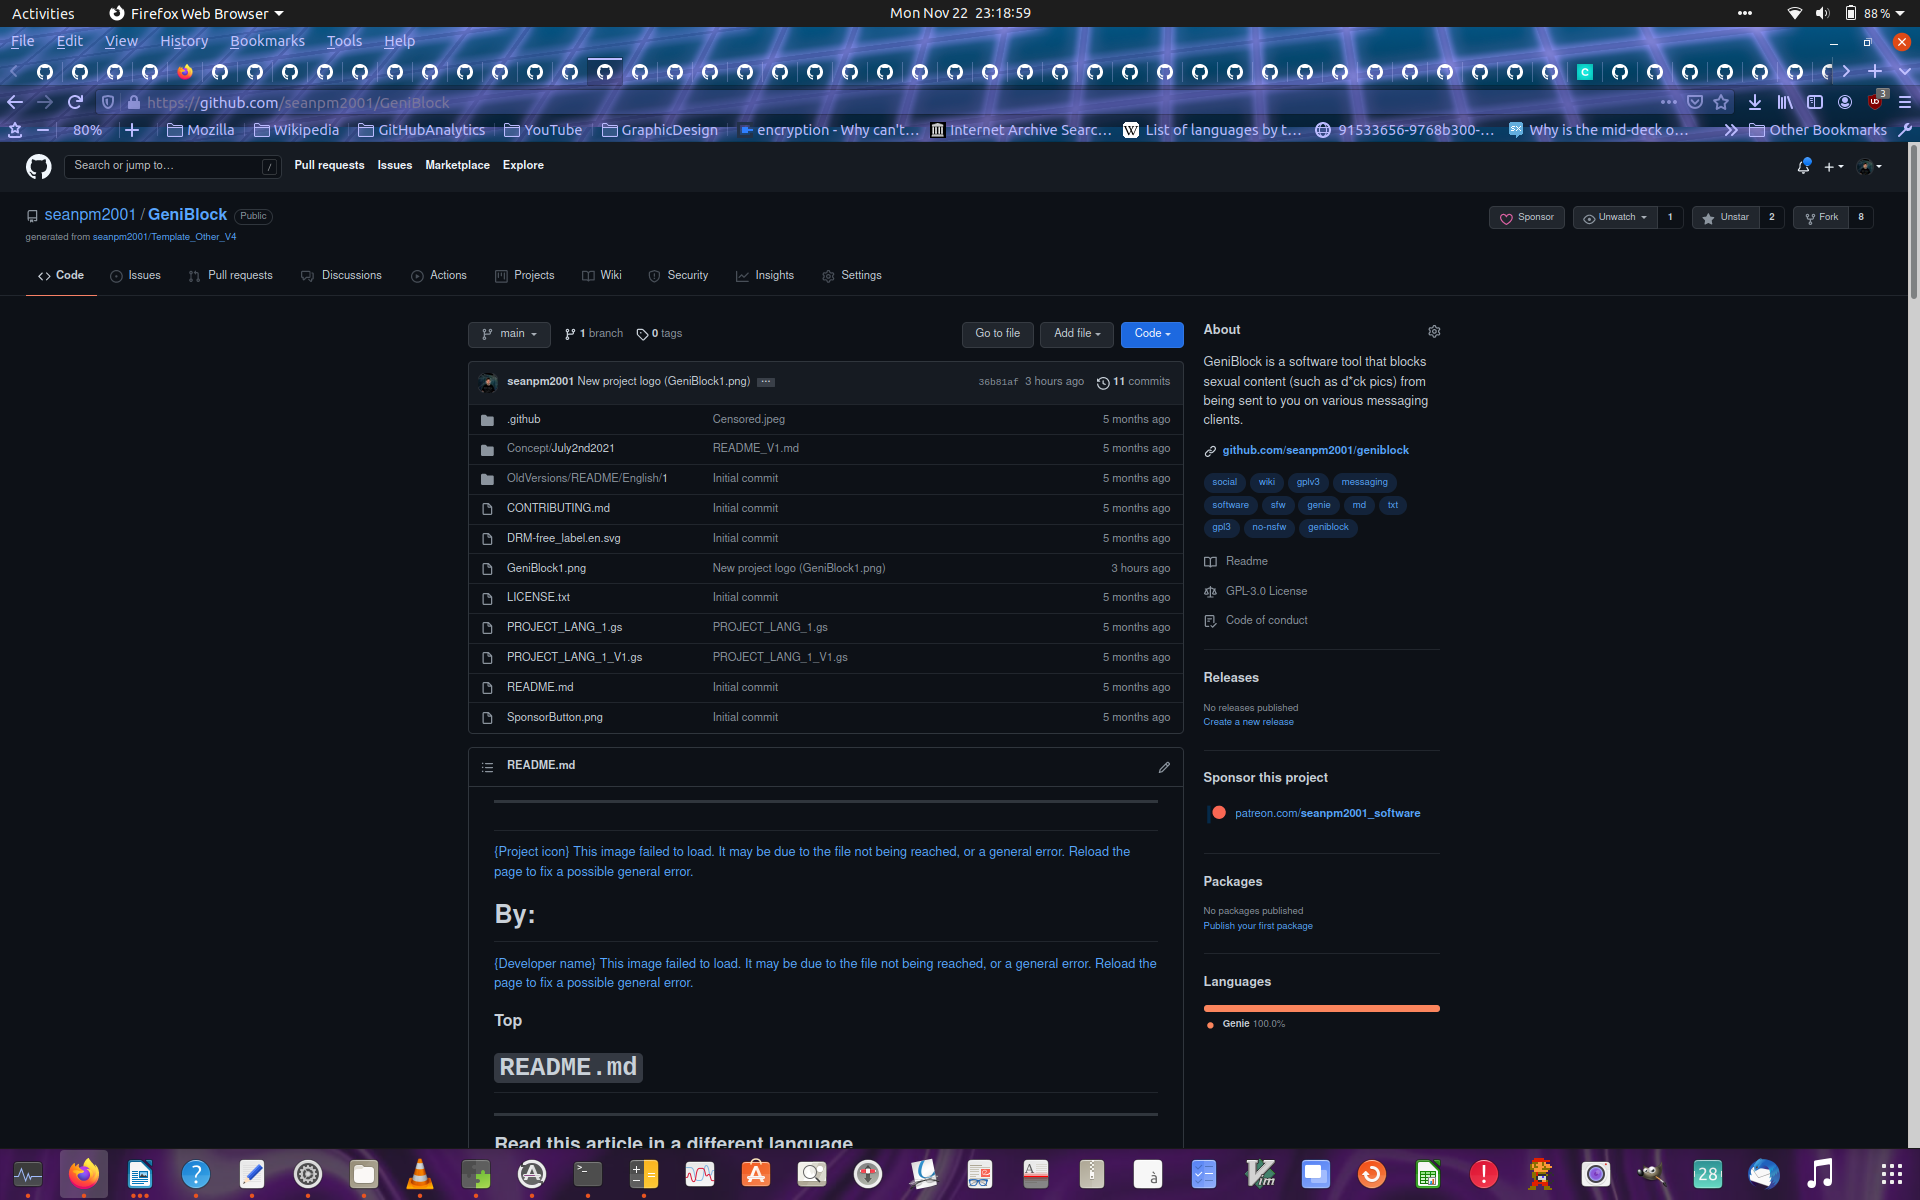 Activities
Firefox Web Browser
Mon Nov 22 23:18:59
88 %
File Edit View History Bookmarks Tools Help
https://github.com/seanpm2001/GeniBlock
3
80%
Mozilla
Wikipedia
GitHubAnalytics
YouTube
GraphicDesign
encryption - Why can't…
Internet Archive Searc…
List of languages by t…
91533656-9768b300-…
Why is the mid-deck o…
Other Bookmarks
Search or jump to…
/
Pull requests Issues Marketplace Explore
seanpm2001 / GeniBlock Public
generated from seanpm2001/Template_Other_V4
Sponsor
Unwatch 1
Unstar 2
Fork 8
Code Issues Pull requests Discussions Actions Projects Wiki Security Insights Settings
main
1 branch
0 tags
Go to file
Add file
Code
seanpm2001 New project logo (GeniBlock1.png) ... 36b81af 3 hours ago 11 commits
.github Censored.jpeg 5 months ago
Concept/July2nd2021 README_V1.md 5 months ago
OldVersions/README/English/1 Initial commit 5 months ago
CONTRIBUTING.md Initial commit 5 months ago
DRM-free_label.en.svg Initial commit 5 months ago
GeniBlock1.png New project logo (GeniBlock1.png) 3 hours ago
LICENSE.txt Initial commit 5 months ago
PROJECT_LANG_1.gs PROJECT_LANG_1.gs 5 months ago
PROJECT_LANG_1_V1.gs PROJECT_LANG_1_V1.gs 5 months ago
README.md Initial commit 5 months ago
SponsorButton.png Initial commit 5 months ago
README.md
{Project icon} This image failed to load. It may be due to the file not being reached, or a general error. Reload the
page to fix a possible general error.
By:
{Developer name} This image failed to load. It may be due to the file not being reached, or a general error. Reload the
page to fix a possible general error.
Top
README.md
Read this article in a different language
About
GeniBlock is a software tool that blocks
sexual content (such as d*ck pics) from
being sent to you on various messaging
clients.
github.com/seanpm2001/geniblock
social wiki gplv3 messaging
software sfw genie md txt
gpl3 no-nsfw geniblock
Readme
GPL-3.0 License
Code of conduct
Releases
No releases published
Create a new release
Sponsor this project
patreon.com/seanpm2001_software
Packages
No packages published
Publish your first package
Languages
Genie 100.0%
28